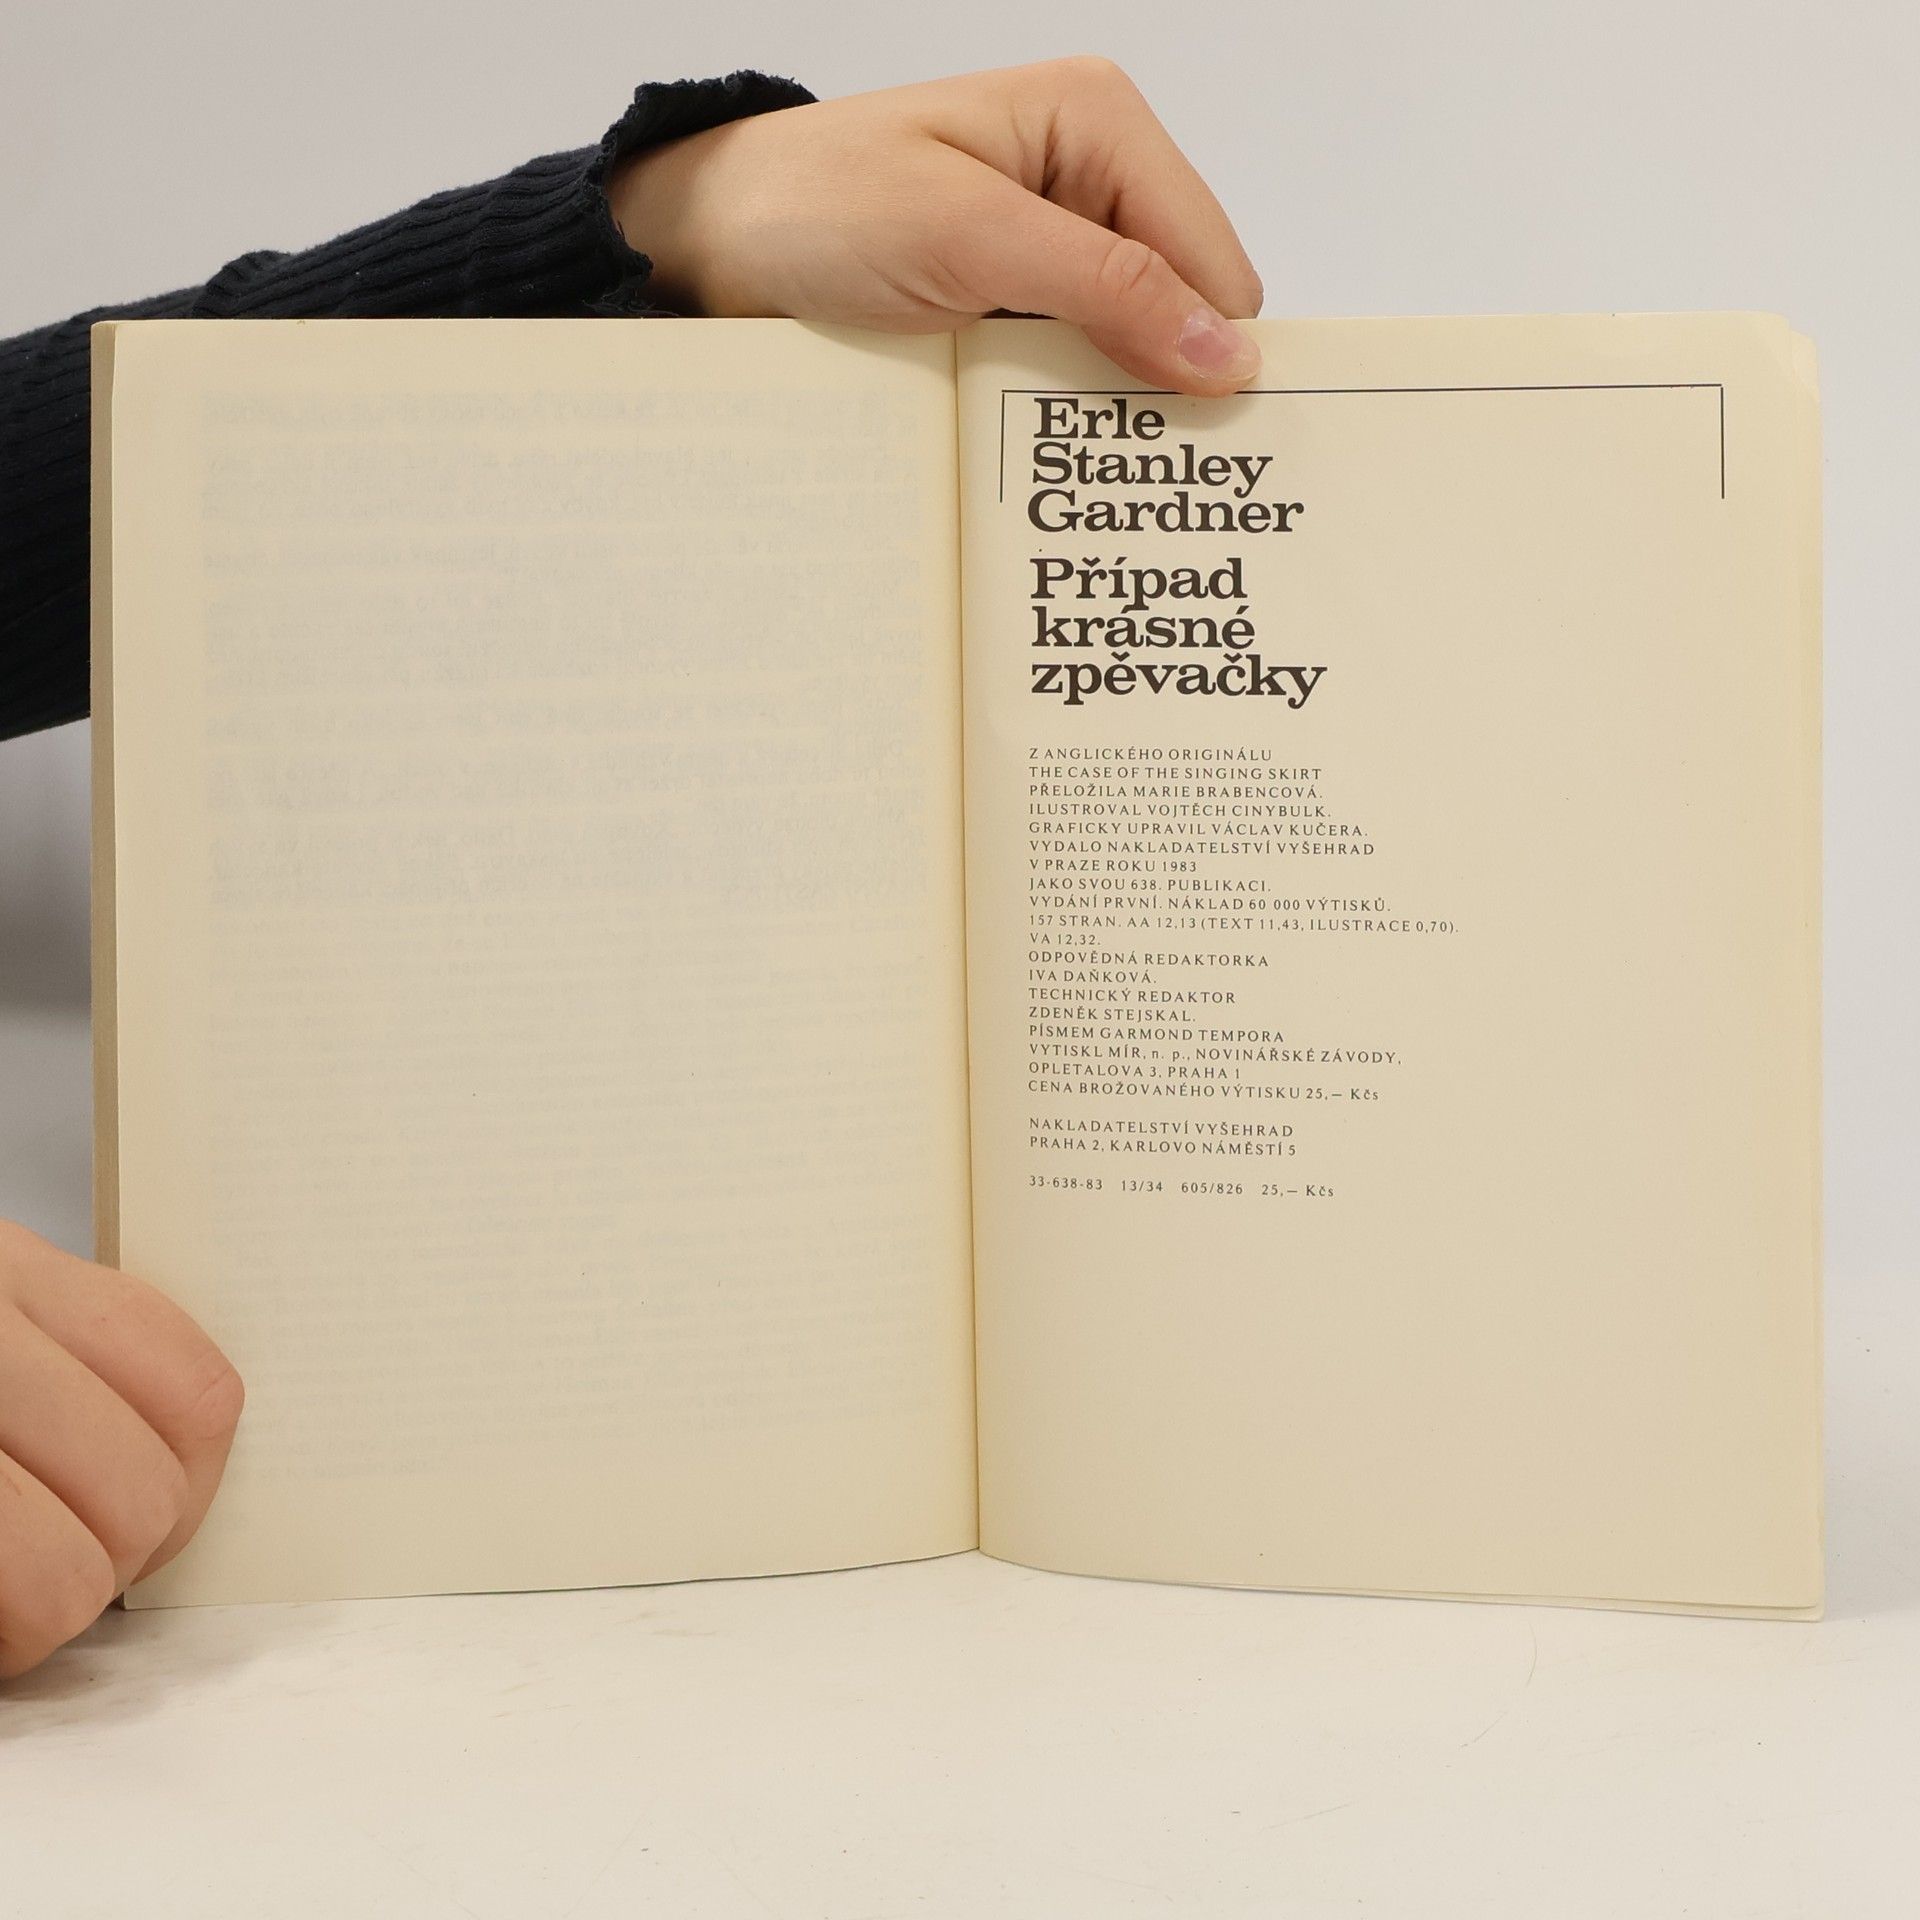 Erle
Stanley
Gardner
Případ
krásné
zpěvačky
Z ANGLICKÉHO ORIGINÁLU
THE CASE OF THE SINGING SKIRT
PŘELOŽILA MARIE BRABENCOVÁ.
ILUSTROVAL VOJTĚCH CINYBULK.
GRAFICKY UPRAVIL VÁCLAV KUČERA.
VYDALO NAKLADATELSTVÍ VYŠEHRAD
V PRAZE ROKU 1983
JAKO SVOU 638. PUBLIKACI.
VYDÁNÍ PRVNÍ. NÁKLAD 60 000 VÝTISKŮ.
157 STRAN. AA 12,13 (TEXT 11,43, ILUSTRACE 0,70).
VA 12,32.
ODPOVĚDNÁ REDAKTORKA
IVA DAŇKOVÁ.
TECHNICKÝ REDAKTOR
ZDENĚK STEJSKAL.
PÍSMEM GARMOND TEMPORA
VYTISKL MÍR, n. p., NOVINÁŘSKÉ ZÁVODY,
OPLETALOVA 3, PRAHA 1
CENA BROŽOVANÉHO VÝTISKU 25,— Kčs
NAKLADATELSTVÍ VYŠEHRAD
PRAHA 2, KARLOVO NÁMĚSTÍ 5
33-638-83 13/34 605/826 25,— Kčs